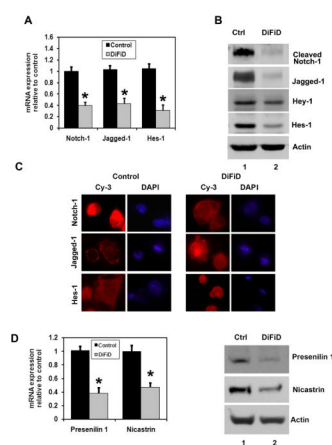 A
mRNA expression
relative to control
1.4
1.2
1
0.8
0.6
0.4
0.2
0
Control
DiFiD
*
*
*
Notch-1
Jagged-1
Hes-1
B
Ctrl
DiFiD
Cleaved
Notch-1
Jagged-1
Hey-1
Hes-1
Actin
1
2
C
Control
DiFiD
Cy-3
DAPI
Cy-3
DAPI
Notch-1
Jagged-1
Hes-1
D
mRNA expression
relative to control
1.2
1
0.8
0.6
0.4
0.2
0
Control
DiFiD
*
*
Presenilin 1
Nicastrin
Ctrl
DiFiD
Presenilin 1
Nicastrin
Actin
1
2